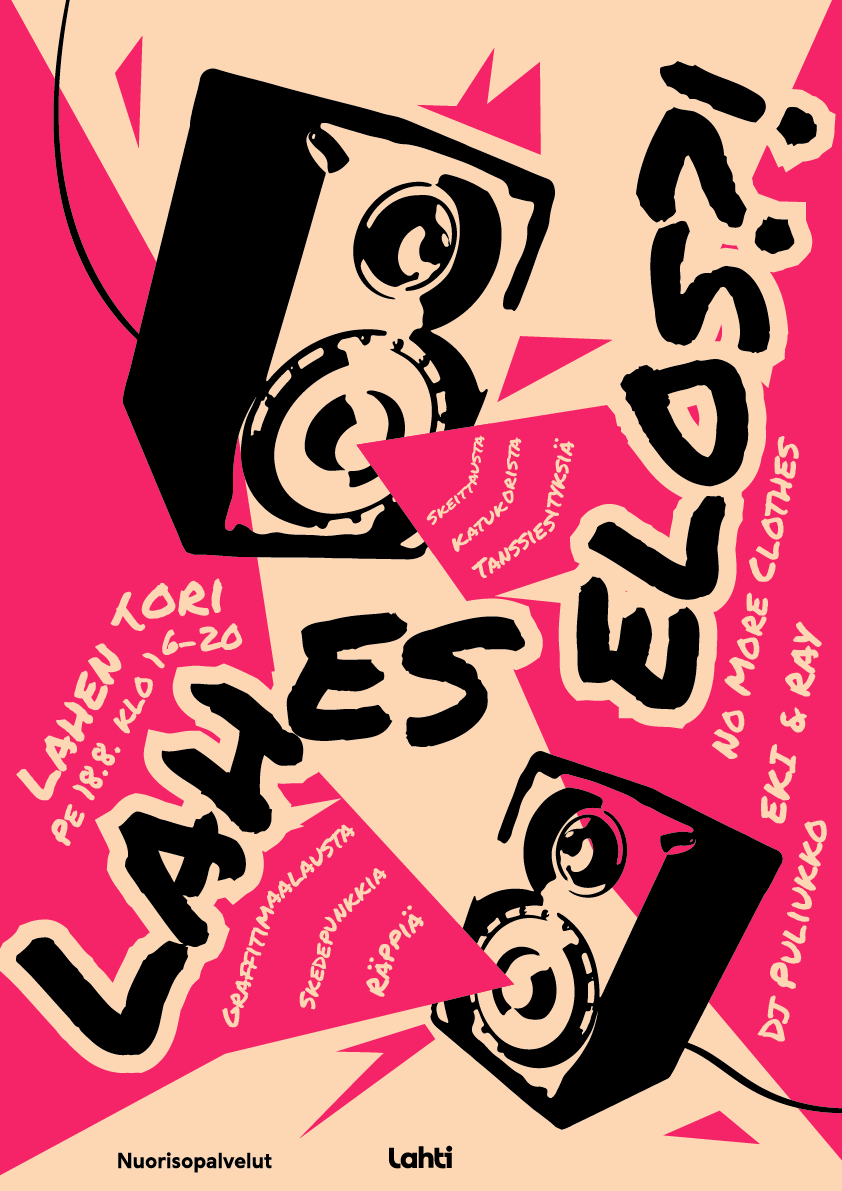 LAHES
ELOS?!
LAHEN TORI
PE 18.8. KLO 16–20
SKEITTAUSTA
KATUKORISTA
TANSSIESITYKSIÄ
GRAFFITIMAALAUSTA
SKEDEPUNKKIA
RÄPPIÄ
NO MORE CLOTHES
EKI & RAY
DJ PULIUKKO
Nuorisopalvelut
Lahti